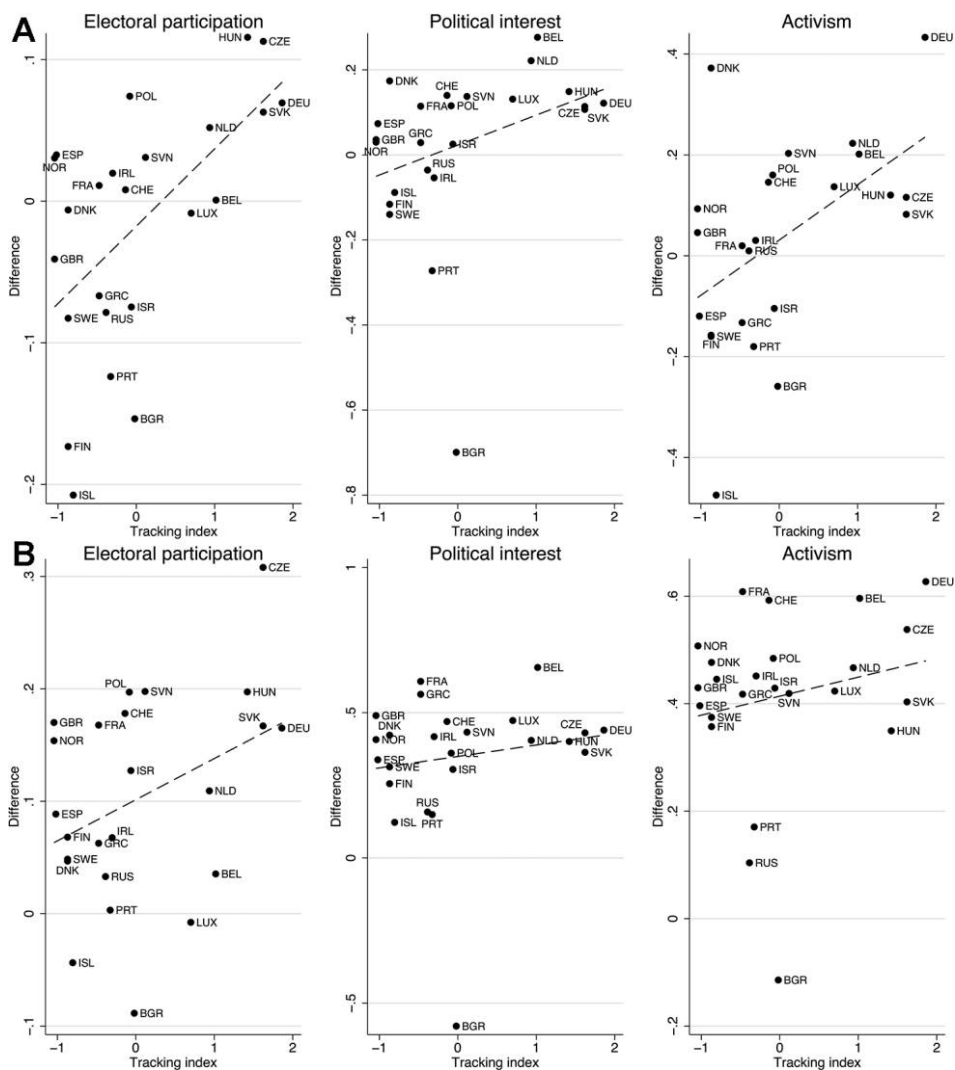 A
Electoral participation
Political interest
Activism
Difference
.1
0
-.1
-.2
HUN
CZE
POL
DEU
SVK
NLD
ESP
NOR
SVN
IRL
FRA
CHE
BEL
DNK
LUX
GBR
GRC
ISR
SWE
RUS
PRT
BGR
FIN
ISL
-1
0
1
2
Tracking index
Difference
.2
0
-.2
-.4
-.6
-.8
BEL
NLD
DNK
CHE
SVN
LUX
HUN
DEU
FRA
POL
CZE
SVK
ESP
GBR
GRC
NOR
ISR
RUS
IRL
ISL
FIN
SWE
PRT
BGR
-1
0
1
2
Tracking index
Difference
.4
.2
0
-.2
-.4
DEU
DNK
NLD
SVN
BEL
POL
CHE
LUX
HUN
CZE
SVK
NOR
GBR
IRL
FRA
RUS
ISR
ESP
GRC
SWE
FIN
PRT
BGR
ISL
-1
0
1
2
Tracking index
B
Electoral participation
Political interest
Activism
Difference
.3
.2
.1
0
-.1
CZE
POL
SVN
HUN
CHE
GBR
FRA
SVK
DEU
NOR
ISR
NLD
ESP
FIN
IRL
GRC
SWE
DNK
RUS
BEL
PRT
LUX
ISL
BGR
-1
0
1
2
Tracking index
Difference
1
.5
0
-.5
BEL
FRA
GRC
GBR
DNK
CHE
LUX
CZE
DEU
NOR
IRL
SVN
NLD
HUN
ESP
POL
SVK
SWE
ISR
FIN
RUS
ISL
PRT
BGR
-1
0
1
2
Tracking index
Difference
.6
.4
.2
0
-.2
DEU
FRA
CHE
BEL
CZE
NOR
DNK
POL
NLD
ISL
IRL
ISR
GBR
GRC
SVN
LUX
ESP
SVK
SWE
FIN
HUN
PRT
RUS
BGR
-1
0
1
2
Tracking index